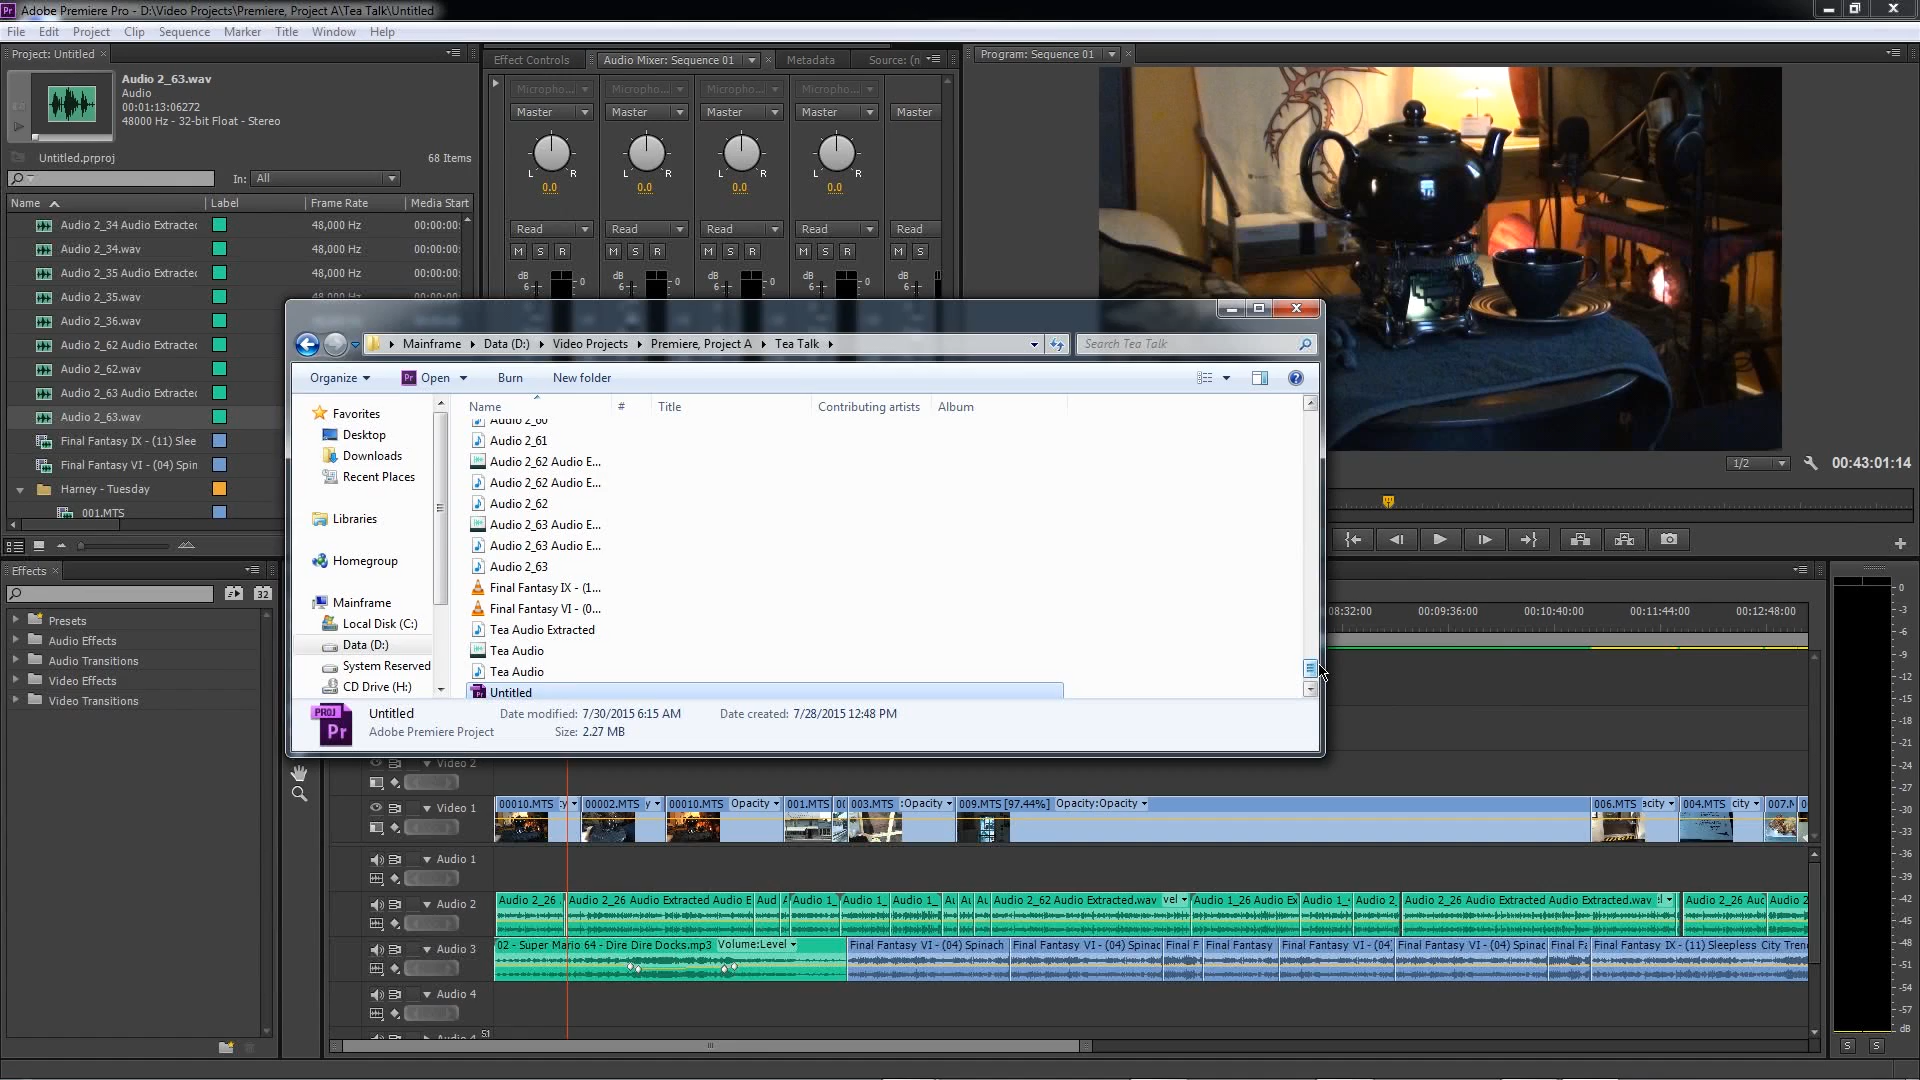 Adobe Premiere Pro - D:\Video Projects\Premiere, Project A\Tea Talk\Untitled
File Edit Project Clip Sequence Marker Title Window Help
Project: Untitled
Effect Controls
Audio Mixer: Sequence 01
Metadata
Source: (n
Program: Sequence 01
Audio 2_63.wav
Audio
00:01:13:06272
48000 Hz - 32-bit Float - Stereo
Untitled.prproj
68 Items
In: All
Name Label Frame Rate Media Start
Audio 2_34 Audio Extracted 48,000 Hz 00:00:00:
Audio 2_34.wav 48,000 Hz 00:00:00:
Audio 2_35 Audio Extracted 48,000 Hz 00:00:00:
Audio 2_35.wav 48,000 Hz 00:00:00:
Audio 2_36.wav
Audio 2_62 Audio Extracted
Audio 2_62.wav
Audio 2_63 Audio Extracted
Audio 2_63.wav
Final Fantasy IX - (11) Slee
Final Fantasy VI - (04) Spin
Harney - Tuesday
001.MTS
Micropho... Micropho... Micropho... Micropho...
Master Master Master Master Master
L R L R L R L R
0.0 0.0 0.0 0.0
Read Read Read Read Read
M S R M S R M S R M S R M S
dB 0 dB 0 dB 0 dB 0
6 6 6 6
1/2
00:43:01:14
Mainframe Data (D:) Video Projects Premiere, Project A Tea Talk
Search Tea Talk
Organize Open Burn New folder
Name # Title Contributing artists Album
Favorites
Desktop
Downloads
Recent Places
Libraries
Homegroup
Mainframe
Local Disk (C:)
Data (D:)
System Reserved
CD Drive (H:)
Audio 2_60
Audio 2_61
Audio 2_62 Audio E...
Audio 2_62 Audio E...
Audio 2_62
Audio 2_63 Audio E...
Audio 2_63 Audio E...
Audio 2_63
Final Fantasy IX - (1...
Final Fantasy VI - (0...
Tea Audio Extracted
Tea Audio
Tea Audio
Untitled
PROJ
Pr
Untitled
Date modified: 7/30/2015 6:15 AM
Date created: 7/28/2015 12:48 PM
Adobe Premiere Project
Size: 2.27 MB
Effects
32
Presets
Audio Effects
Audio Transitions
Video Effects
Video Transitions
08:32:00 00:09:36:00 00:10:40:00 00:11:44:00 00:12:48:00
Video 2
Video 1
00010.MTS 00002.MTS 00010.MTS Opacity 001.MTS 003.MTS :Opacity 009.MTS [97.44%] Opacity:Opacity 006.MTS acity 004.MTS city 007.M
Audio 1
Audio 2
Audio 2_26 Audio 2_26 Audio Extracted Audio E Aud Audio 1_ Audio 1_ Audio 1_ Audio 2_62 Audio Extracted.wav vel Audio 1_26 Audio Ex Audio 1_ Audio 2_ Audio 2_26 Audio Extracted Audio Extracted.wav Audio 2_26 Auc Audio 2
Audio 3
02 - Super Mario 64 - Dire Dire Docks.mp3 Volume:Level Final Fantasy VI - (04) Spinach Final Fantasy VI - (04) Spinac Final F Final Fantasy Final Fantasy VI - (04) Final Fantasy VI - (04) Spinac Final Fa Final Fantasy IX - (11) Sleepless City Tren
Audio 4
0
-3
-6
-9
-12
-15
-18
-21
-24
-27
-30
-33
-36
-39
-42
-45
-48
-51
-54
-57
dB
S S